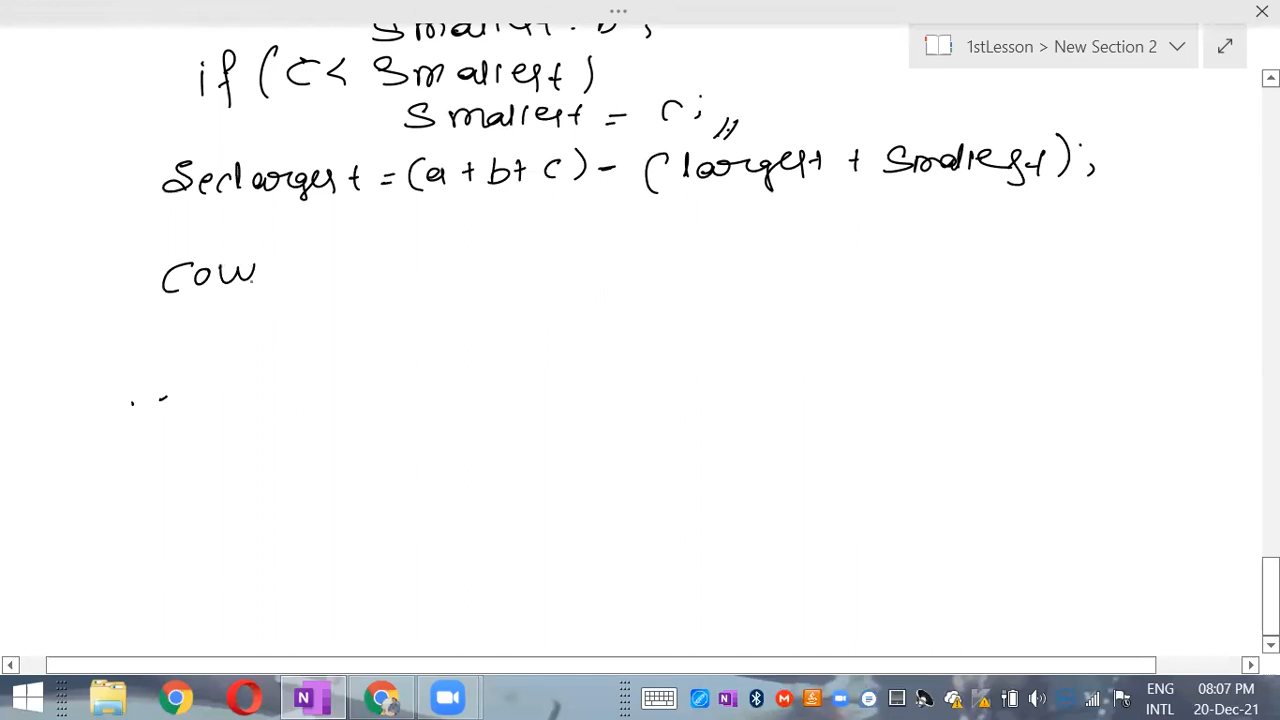 1stLesson > New Section 2
if (c < Smallest)
Smallest = c;
Seclargest = (a + b + c) - (largest + Smallest);
cou
ENG
INTL
08:07 PM
20-Dec-21